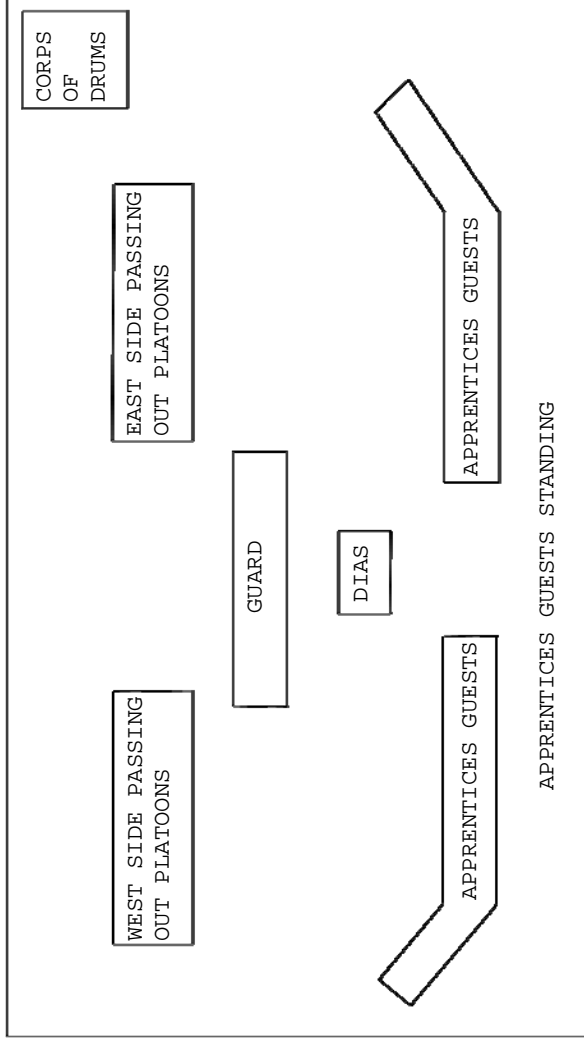 CORPS
OF
DRUMS
WEST SIDE PASSING
OUT PLATOONS
EAST SIDE PASSING
OUT PLATOONS
GUARD
DIAS
APPRENTICES GUESTS
APPRENTICES GUESTS
APPRENTICES GUESTS STANDING